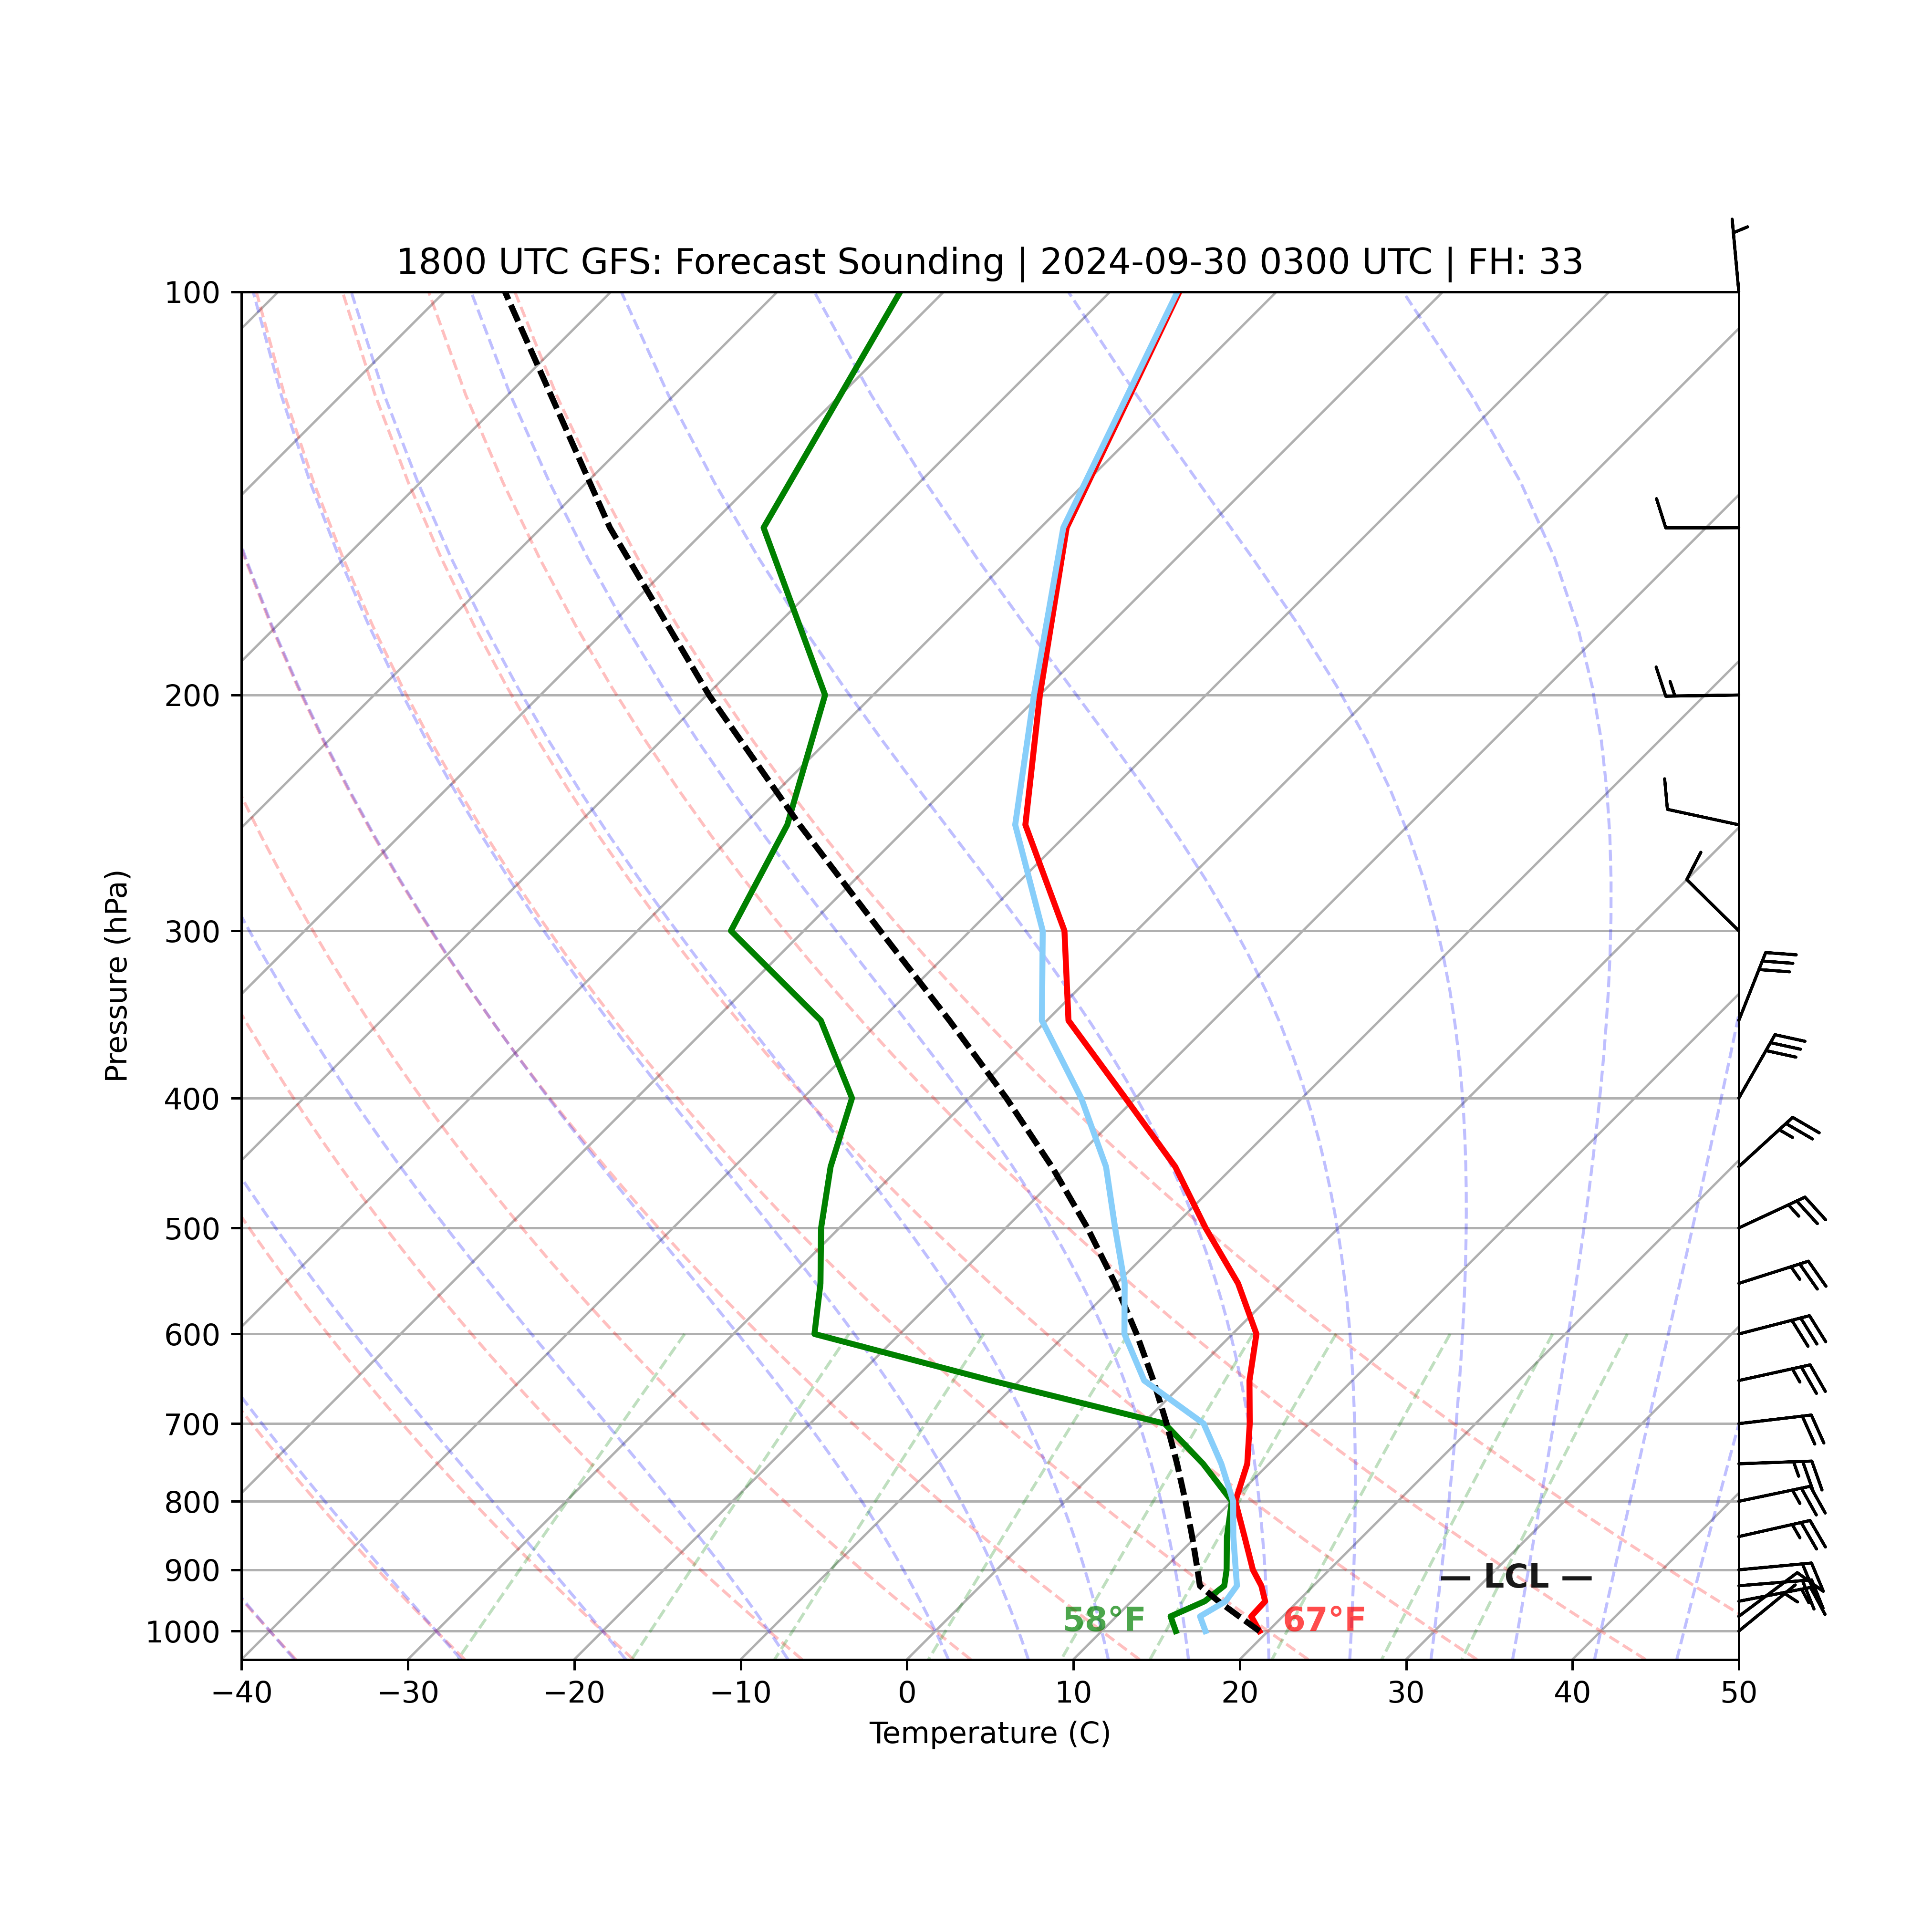 1800 UTC GFS: Forecast Sounding | 2024-09-30 0300 UTC | FH: 33
100
200
300
400
500
600
700
800
900
1000
Pressure (hPa)
— LCL —
58°F
67°F
−40 −30 −20 −10 0 10 20 30 40 50
Temperature (C)